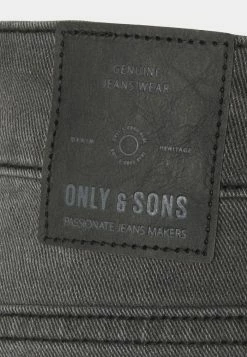 GENUINE
JEANS WEAR
DENIM HERITAGE
ONLY & SONS
PASSIONATE JEANS MAKERS